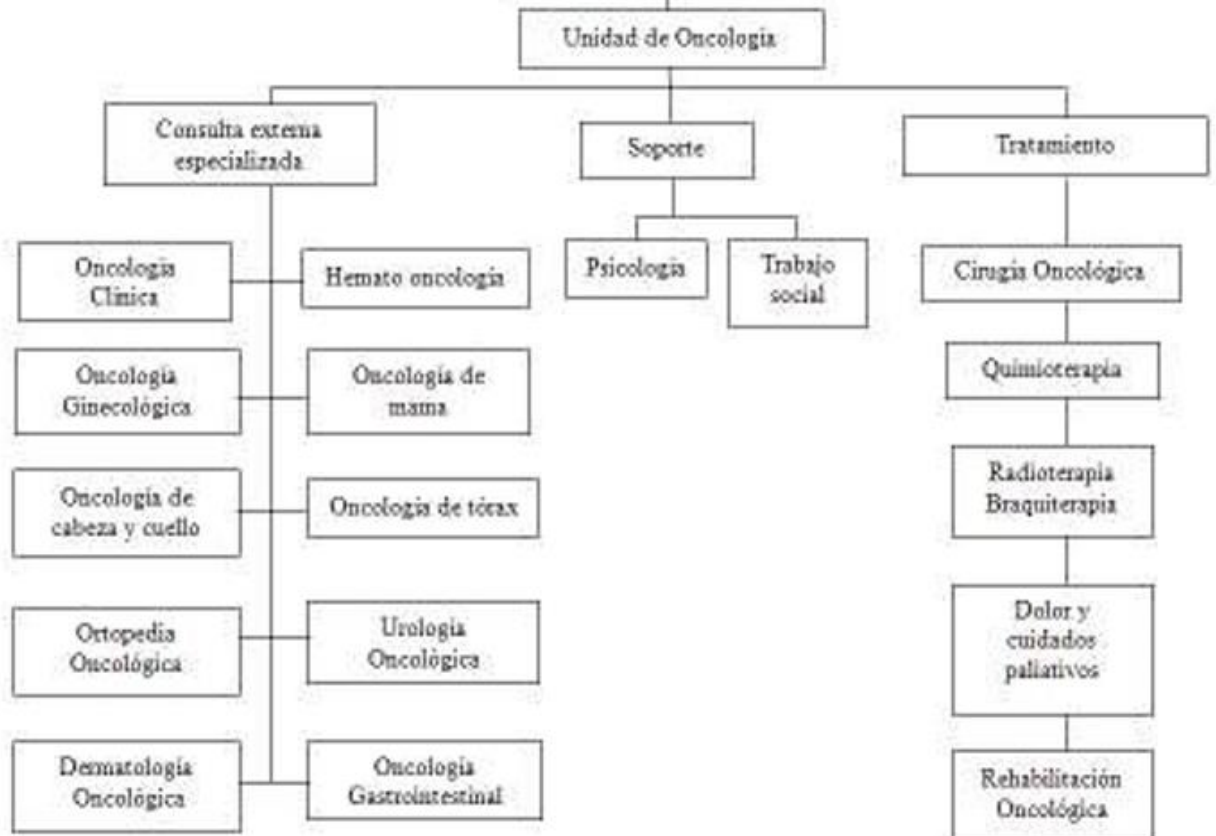 Unidad de Oncología
Consulta externa
especializada
Soporte
Tratamiento
Oncología
Clínica
Hemato oncología
Psicología
Trabajo
social
Cirugía Oncológica
Oncología
Ginecológica
Oncología de
mama
Quimioterapia
Oncología de
cabeza y cuello
Oncología de tórax
Radioterapia
Braquiterapia
Ortopedia
Oncológica
Urología
Oncológica
Dolor y
cuidados
paliativos
Dermatología
Oncológica
Oncología
Gastrointestinal
Rehabilitación
Oncológica